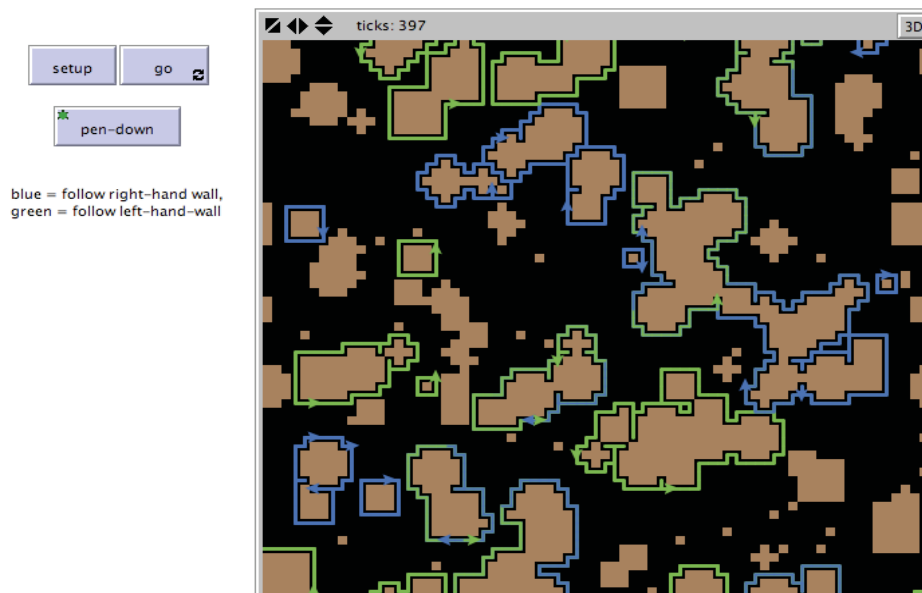 ticks: 397
3D
setup
go
pen-down
blue = follow right-hand wall,
green = follow left-hand-wall